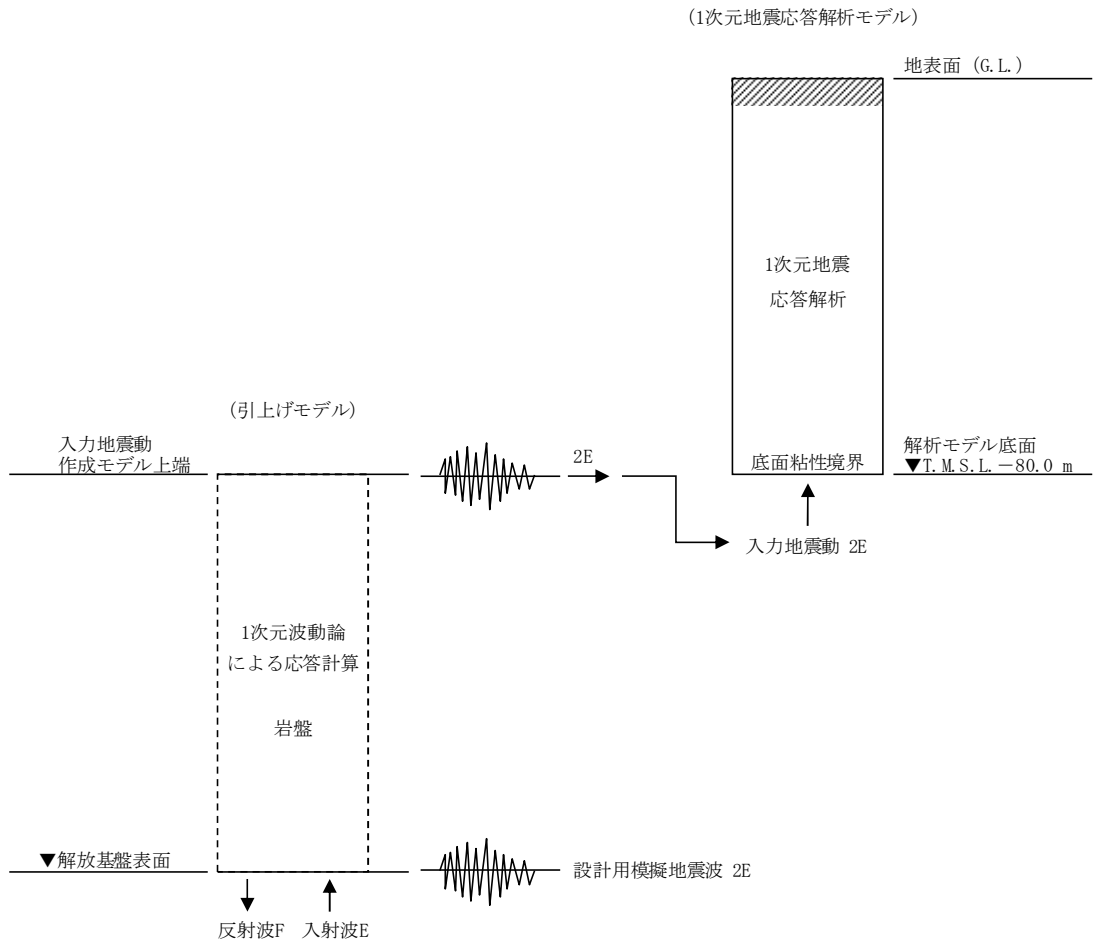 (1次元地震応答解析モデル)
地表面 (G.L.)
1次元地震
応答解析
(引上げモデル)
入力地震動
作成モデル上端
2E
底面粘性境界
解析モデル底面
▼T.M.S.L.−80.0 m
入力地震動 2E
1次元波動論
による応答計算
岩盤
▼解放基盤表面
設計用模擬地震波 2E
反射波F 入射波E